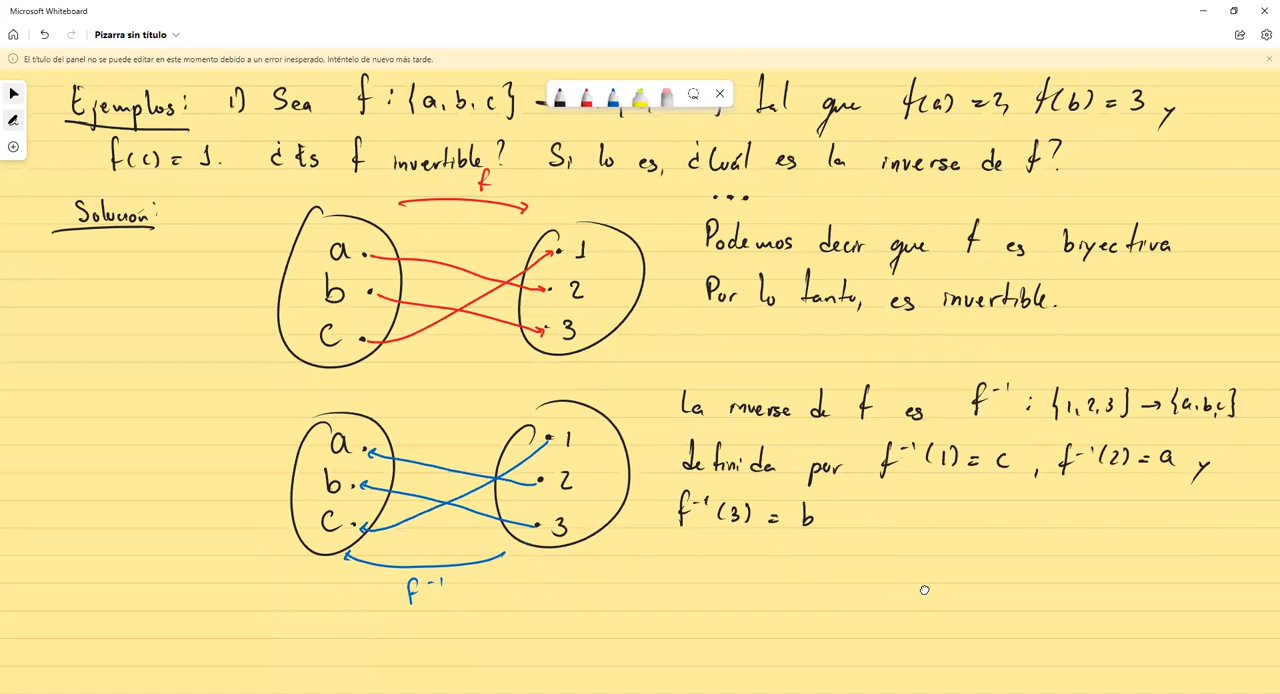 Microsoft Whiteboard
Pizarra sin título
El título del panel no se puede editar en este momento debido a un error inesperado. Inténtelo de nuevo más tarde.
Ejemplos: 1) Sea f : {a, b, c} tal que f(a) = 2, f(b) = 3 y
f(c) = 1. ¿Es f invertible? Si lo es, ¿Cuál es la inversa de f?
Solución:
f
...
a
b
c
1
2
3
Podemos decir que f es biyectiva
Por lo tanto, es invertible.
a
b
c
1
2
3
f⁻¹
La inversa de f es f⁻¹ : {1, 2, 3} → {a, b, c}
definida por f⁻¹(1) = c, f⁻¹(2) = a y
f⁻¹(3) = b